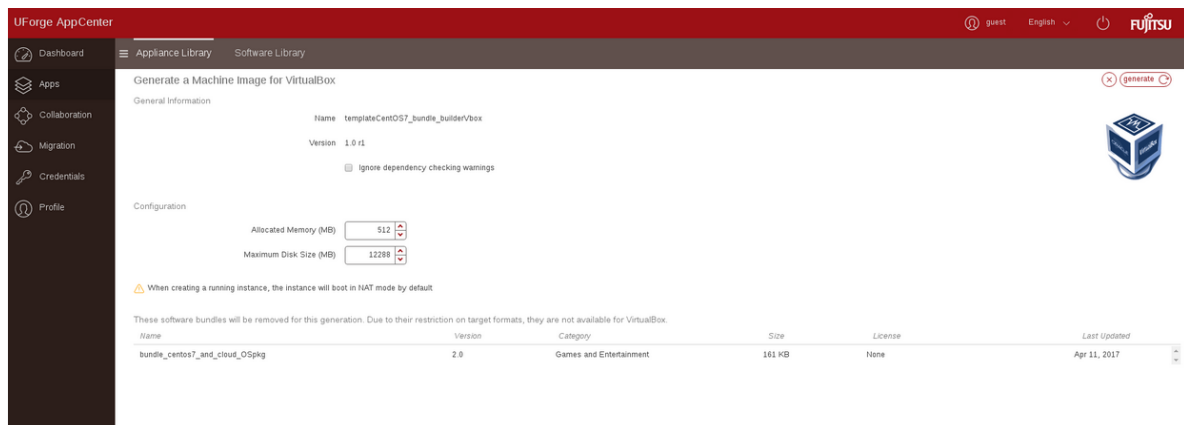 UForge AppCenter
guest
English
FUJITSU
Dashboard
Appliance Library
Software Library
Apps
Generate a Machine Image for VirtualBox
generate
General Information
Collaboration
Name templateCentOS7_bundle_builderVbox
Version 1.0 r1
Migration
Ignore dependency checking warnings
VirtualBox
Credentials
Profile
Configuration
Allocated Memory (MB) 512
Maximum Disk Size (MB) 12288
When creating a running instance, the instance will boot in NAT mode by default
These software bundles will be removed for this generation. Due to their restriction on target formats, they are not available for VirtualBox.
Name Version Category Size License Last Updated
bundle_centos7_and_cloud_OSpkg 2.0 Games and Entertainment 161 KB None Apr 11, 2017